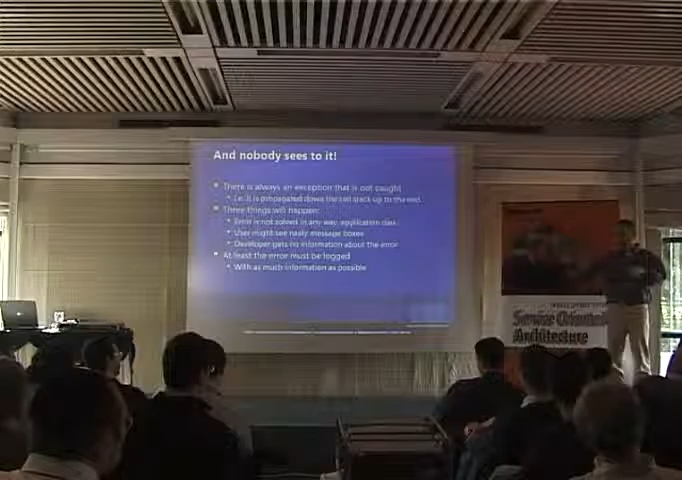 And nobody sees to it!
There is always an exception that is not caught
I.e. it is propagated down the call stack up to the end.
Three things will happen:
Error is not solved in any way, application dies
User might see nasty message boxes
Developer gets no information about the error
At least the error must be logged
With as much information as possible
Service Oriented
Architecture